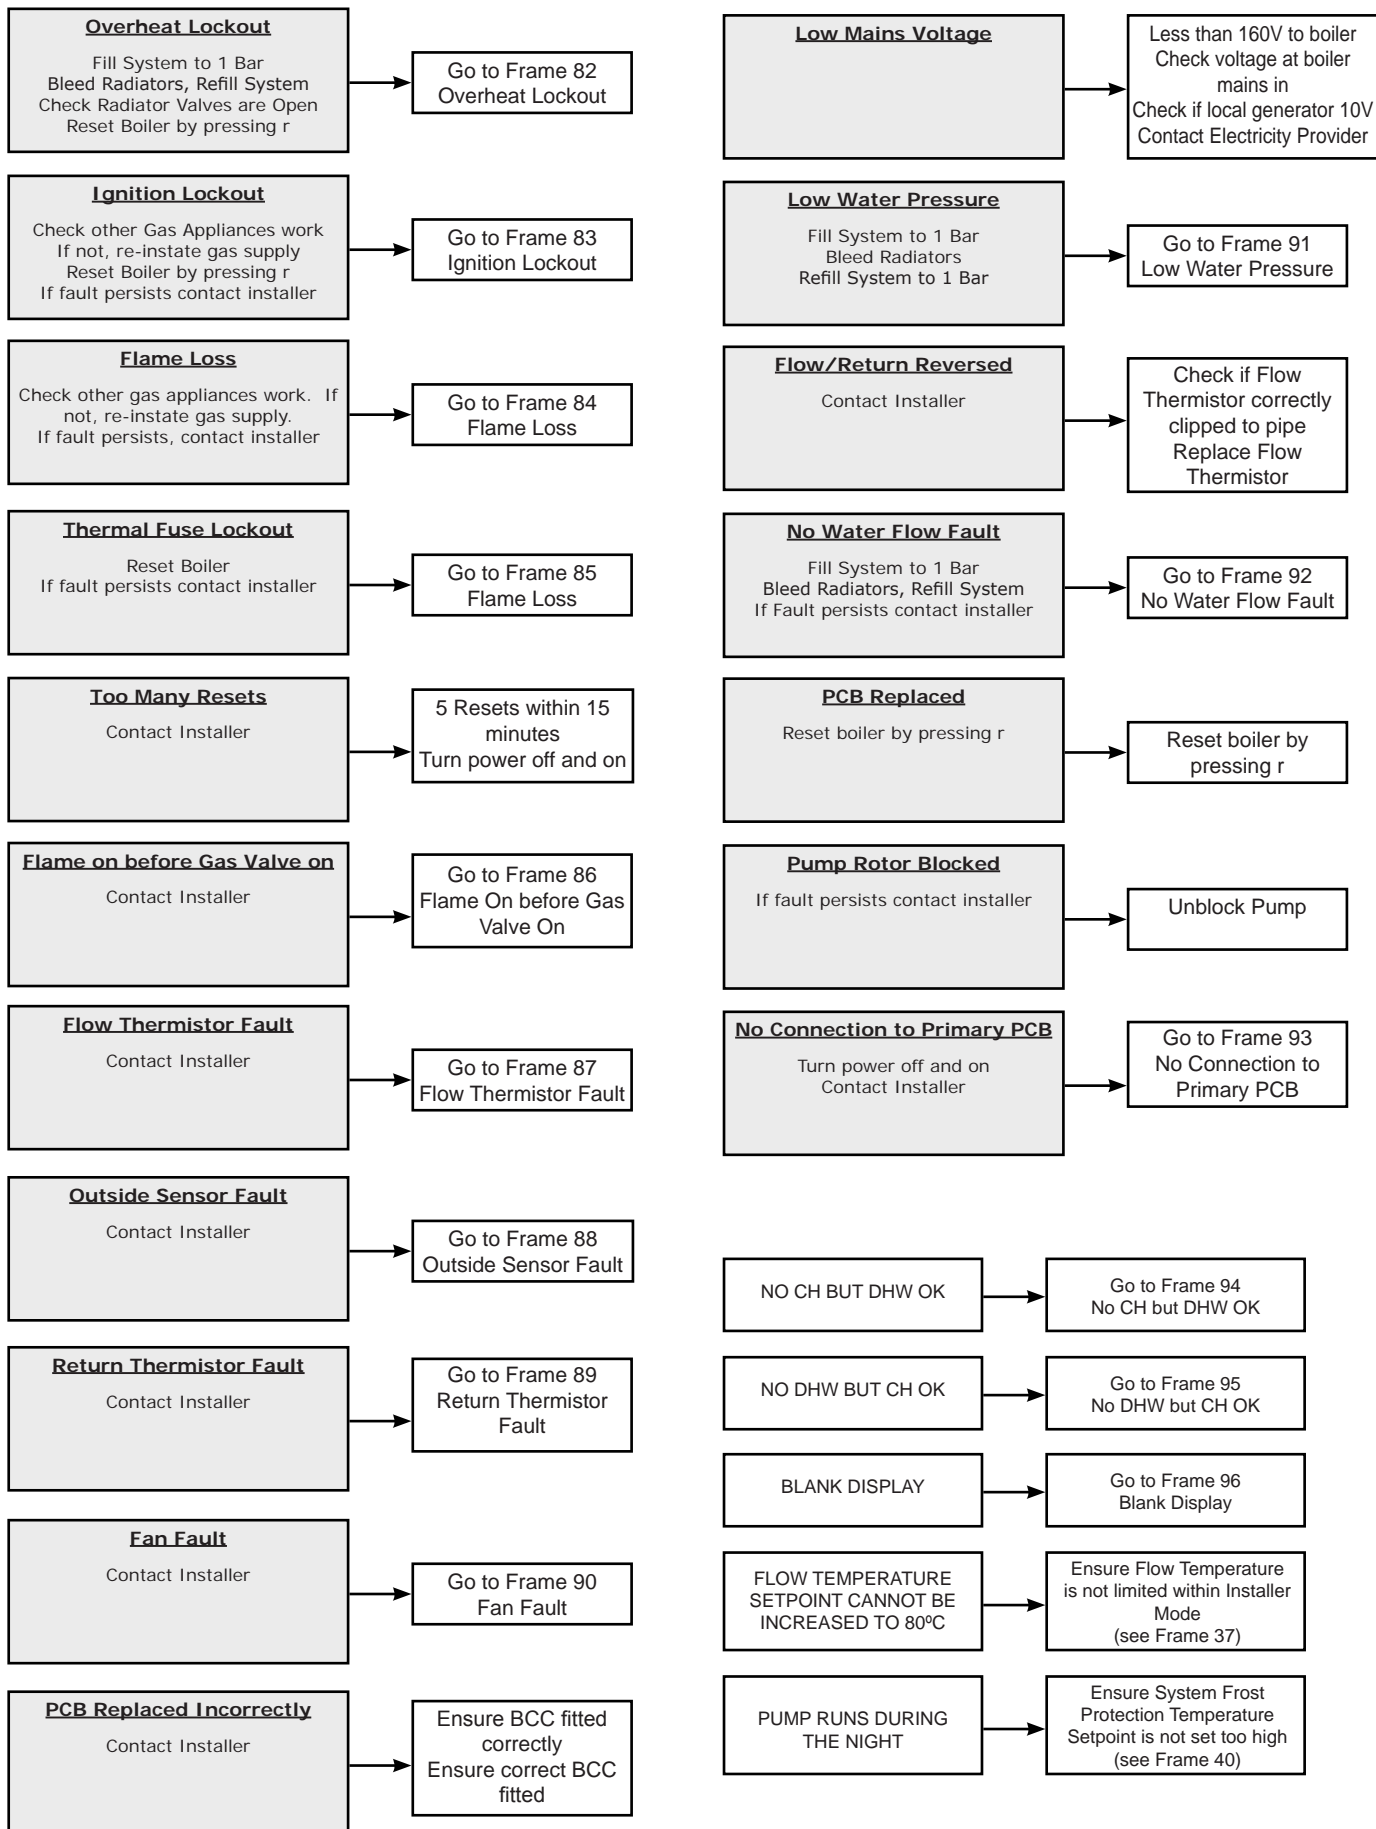 Overheat Lockout
Fill System to 1 Bar
Bleed Radiators, Refill System
Check Radiator Valves are Open
Reset Boiler by pressing r
Go to Frame 82
Overheat Lockout
Ignition Lockout
Check other Gas Appliances work
If not, re-instate gas supply
Reset Boiler by pressing r
If fault persists contact installer
Go to Frame 83
Ignition Lockout
Flame Loss
Check other gas appliances work. If
not, re-instate gas supply.
If fault persists, contact installer
Go to Frame 84
Flame Loss
Thermal Fuse Lockout
Reset Boiler
If fault persists contact installer
Go to Frame 85
Flame Loss
Too Many Resets
Contact Installer
5 Resets within 15
minutes
Turn power off and on
Flame on before Gas Valve on
Contact Installer
Go to Frame 86
Flame On before Gas
Valve On
Flow Thermistor Fault
Contact Installer
Go to Frame 87
Flow Thermistor Fault
Outside Sensor Fault
Contact Installer
Go to Frame 88
Outside Sensor Fault
Return Thermistor Fault
Contact Installer
Go to Frame 89
Return Thermistor
Fault
Fan Fault
Contact Installer
Go to Frame 90
Fan Fault
PCB Replaced Incorrectly
Contact Installer
Ensure BCC fitted
correctly
Ensure correct BCC
fitted
Low Mains Voltage
Less than 160V to boiler
Check voltage at boiler
mains in
Check if local generator 10V
Contact Electricity Provider
Low Water Pressure
Fill System to 1 Bar
Bleed Radiators
Refill System to 1 Bar
Go to Frame 91
Low Water Pressure
Flow/Return Reversed
Contact Installer
Check if Flow
Thermistor correctly
clipped to pipe
Replace Flow
Thermistor
No Water Flow Fault
Fill System to 1 Bar
Bleed Radiators, Refill System
If Fault persists contact installer
Go to Frame 92
No Water Flow Fault
PCB Replaced
Reset boiler by pressing r
Reset boiler by
pressing r
Pump Rotor Blocked
If fault persists contact installer
Unblock Pump
No Connection to Primary PCB
Turn power off and on
Contact Installer
Go to Frame 93
No Connection to
Primary PCB
NO CH BUT DHW OK
Go to Frame 94
No CH but DHW OK
NO DHW BUT CH OK
Go to Frame 95
No DHW but CH OK
BLANK DISPLAY
Go to Frame 96
Blank Display
FLOW TEMPERATURE
SETPOINT CANNOT BE
INCREASED TO 80ºC
Ensure Flow Temperature
is not limited within Installer
Mode
(see Frame 37)
PUMP RUNS DURING
THE NIGHT
Ensure System Frost
Protection Temperature
Setpoint is not set too high
(see Frame 40)